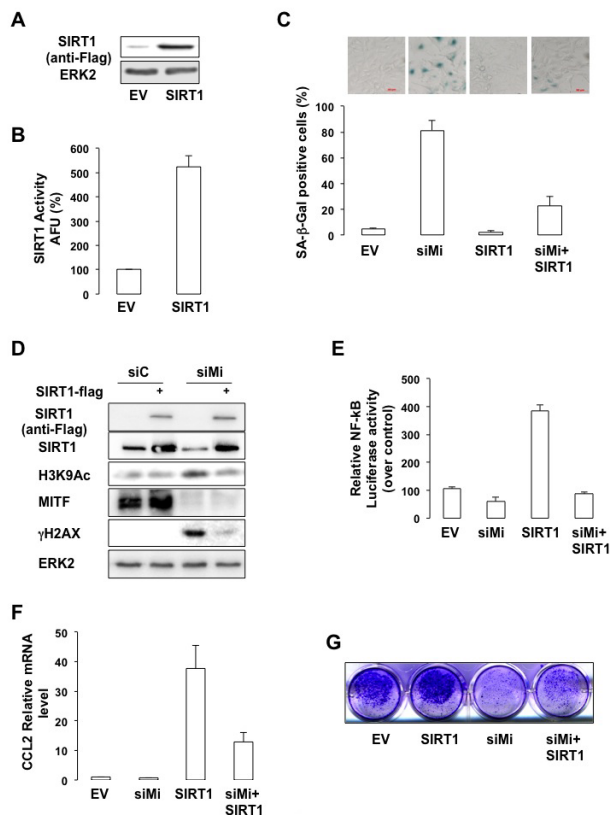 A
SIRT1
(anti-Flag)
ERK2
EV SIRT1
B
SIRT1 Activity
AFU (%)
600
500
400
300
200
100
0
EV SIRT1
C
SA-β-Gal positive cells (%)
100
80
60
40
20
0
EV siMi SIRT1 siMi+
SIRT1
D
siC siMi
SIRT1-flag + +
SIRT1
(anti-Flag)
SIRT1
H3K9Ac
MITF
γH2AX
ERK2
E
Relative NF-kB
Luciferase activity
(over control)
400
300
200
100
0
EV siMi SIRT1 siMi+
SIRT1
F
CCL2 Relative mRNA
level
50
40
30
20
10
0
EV siMi SIRT1 siMi+
SIRT1
G
EV SIRT1 siMi siMi+
SIRT1